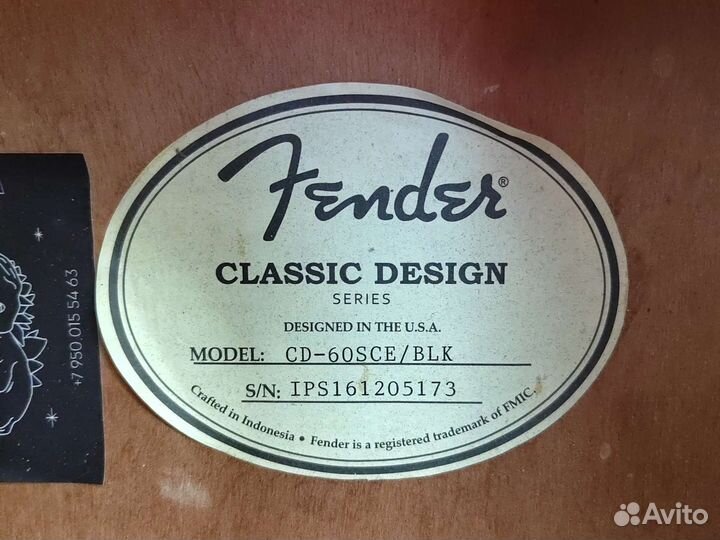 Fender®
CLASSIC DESIGN
SERIES
DESIGNED IN THE U.S.A.
MODEL: CD-60SCE/BLK
S/N: IPS161205173
Crafted in Indonesia • Fender is a registered trademark of FMIC.
+7 950 015 54 63
Avito